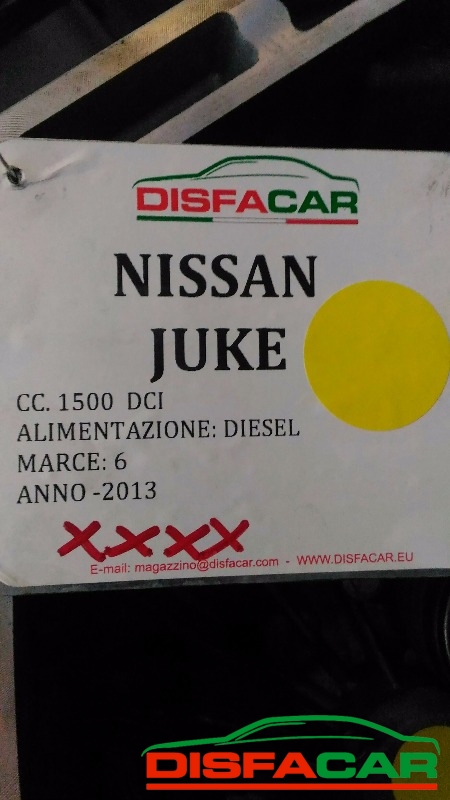 DISFACAR
NISSAN
JUKE
CC. 1500 DCI
ALIMENTAZIONE: DIESEL
MARCE: 6
ANNO -2013
XXXX
E-mail: magazzino@disfacar.com - WWW.DISFACAR.EU
DISFACAR